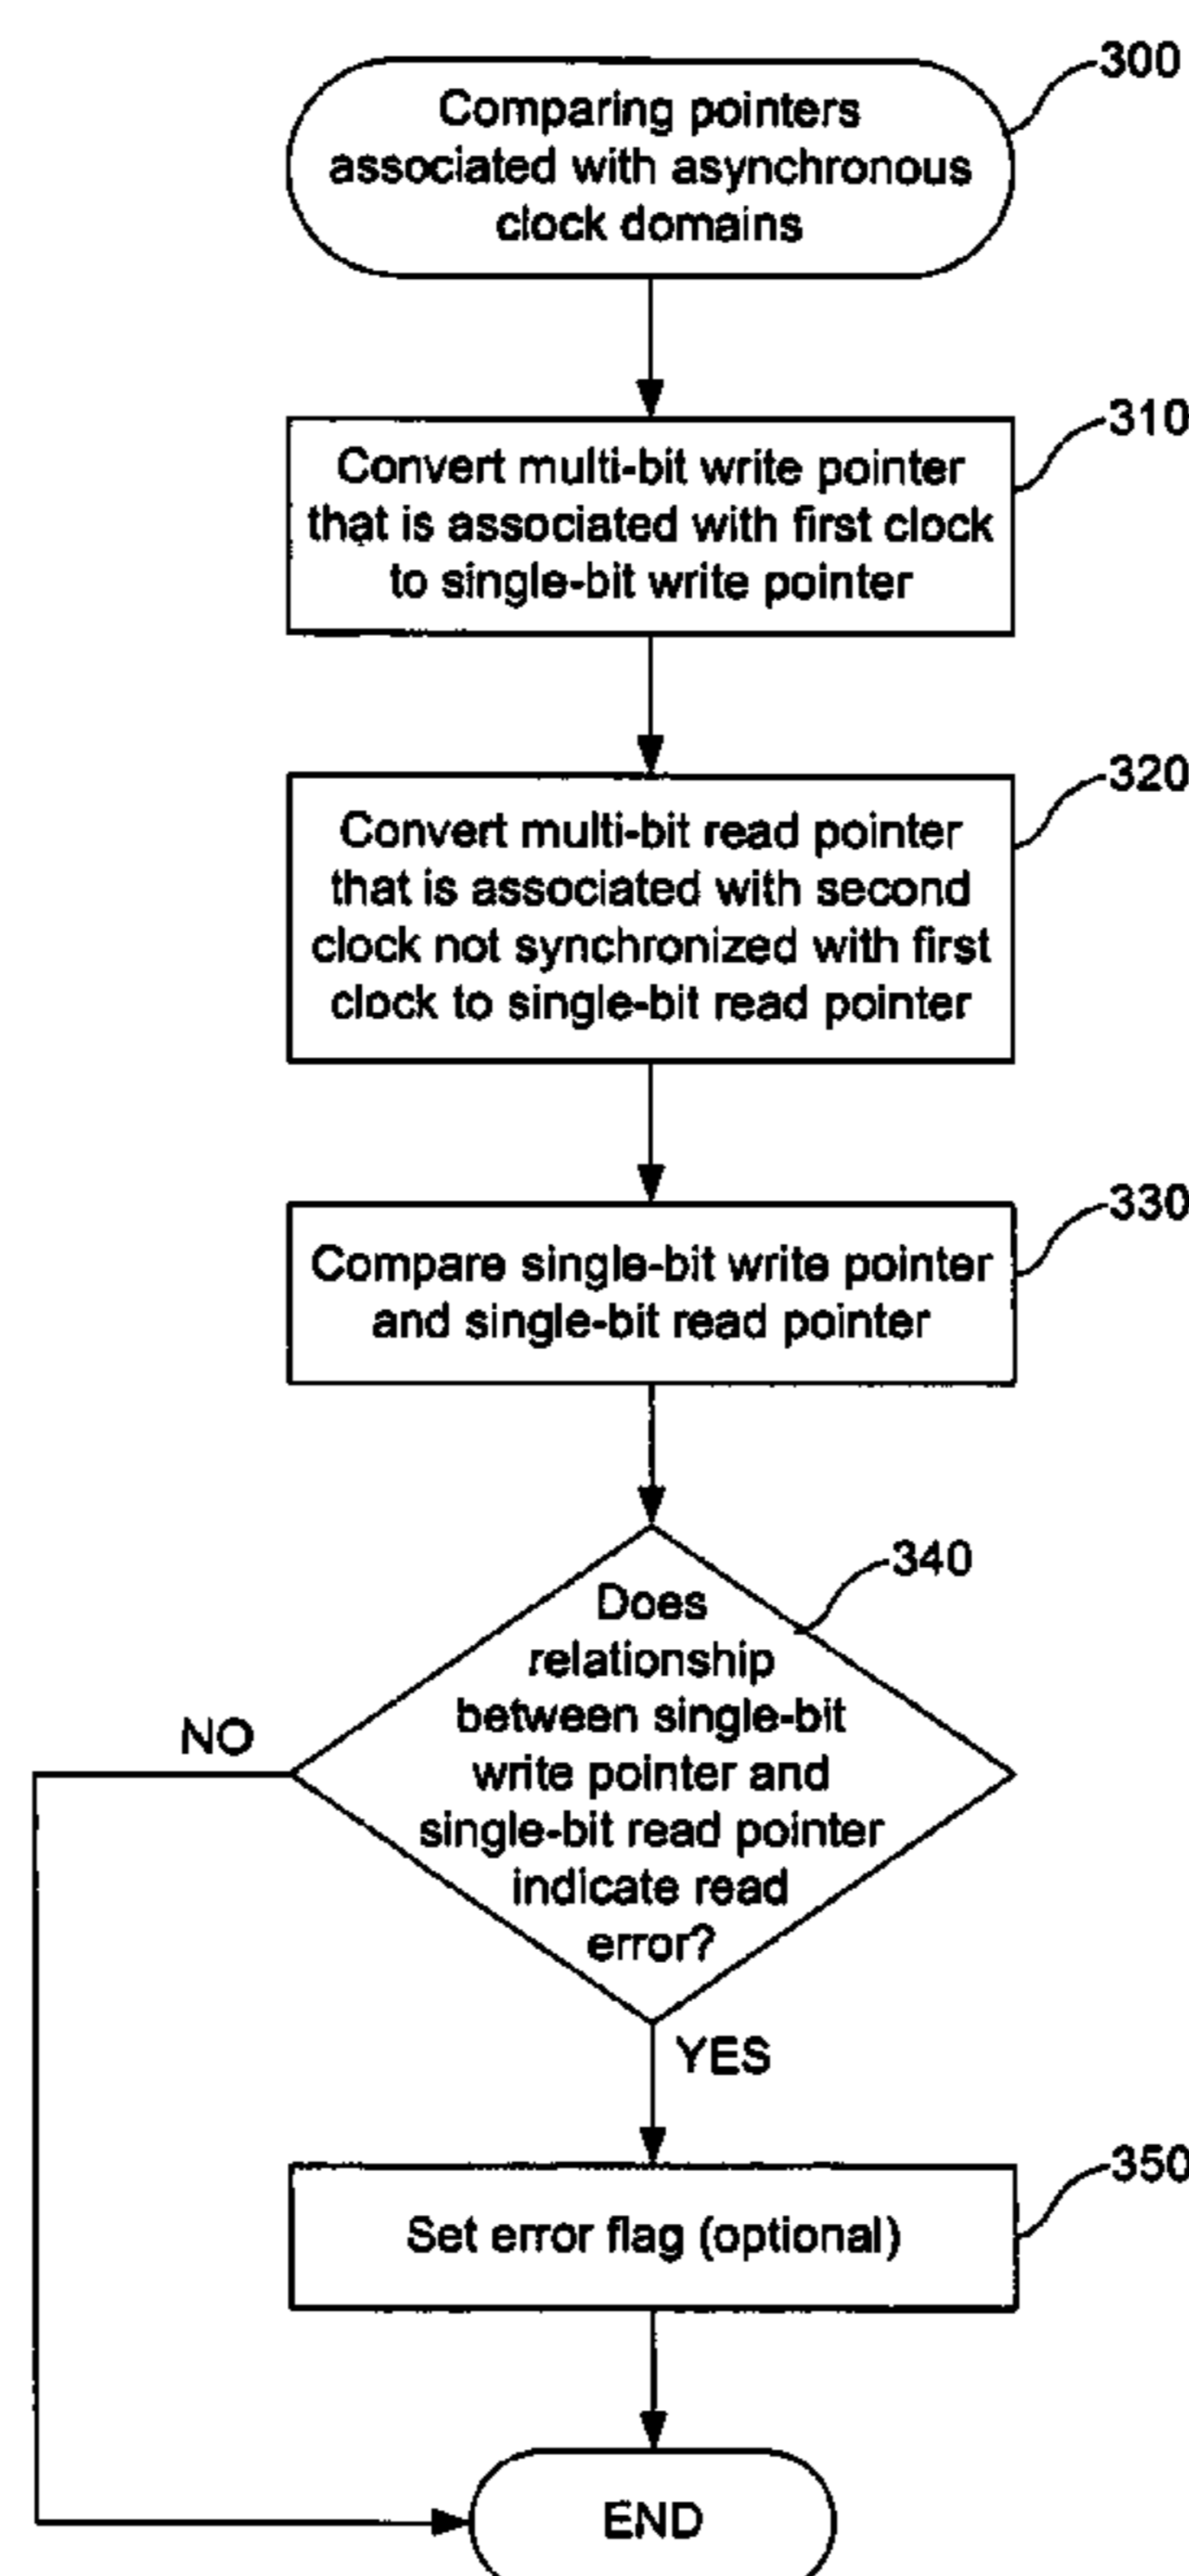 300
Comparing pointers
associated with asynchronous
clock domains
310
Convert multi-bit write pointer
that is associated with first clock
to single-bit write pointer
320
Convert multi-bit read pointer
that is associated with second
clock not synchronized with first
clock to single-bit read pointer
330
Compare single-bit write pointer
and single-bit read pointer
340
Does
relationship
between single-bit
write pointer and
single-bit read pointer
indicate read
error?
NO
YES
350
Set error flag (optional)
END